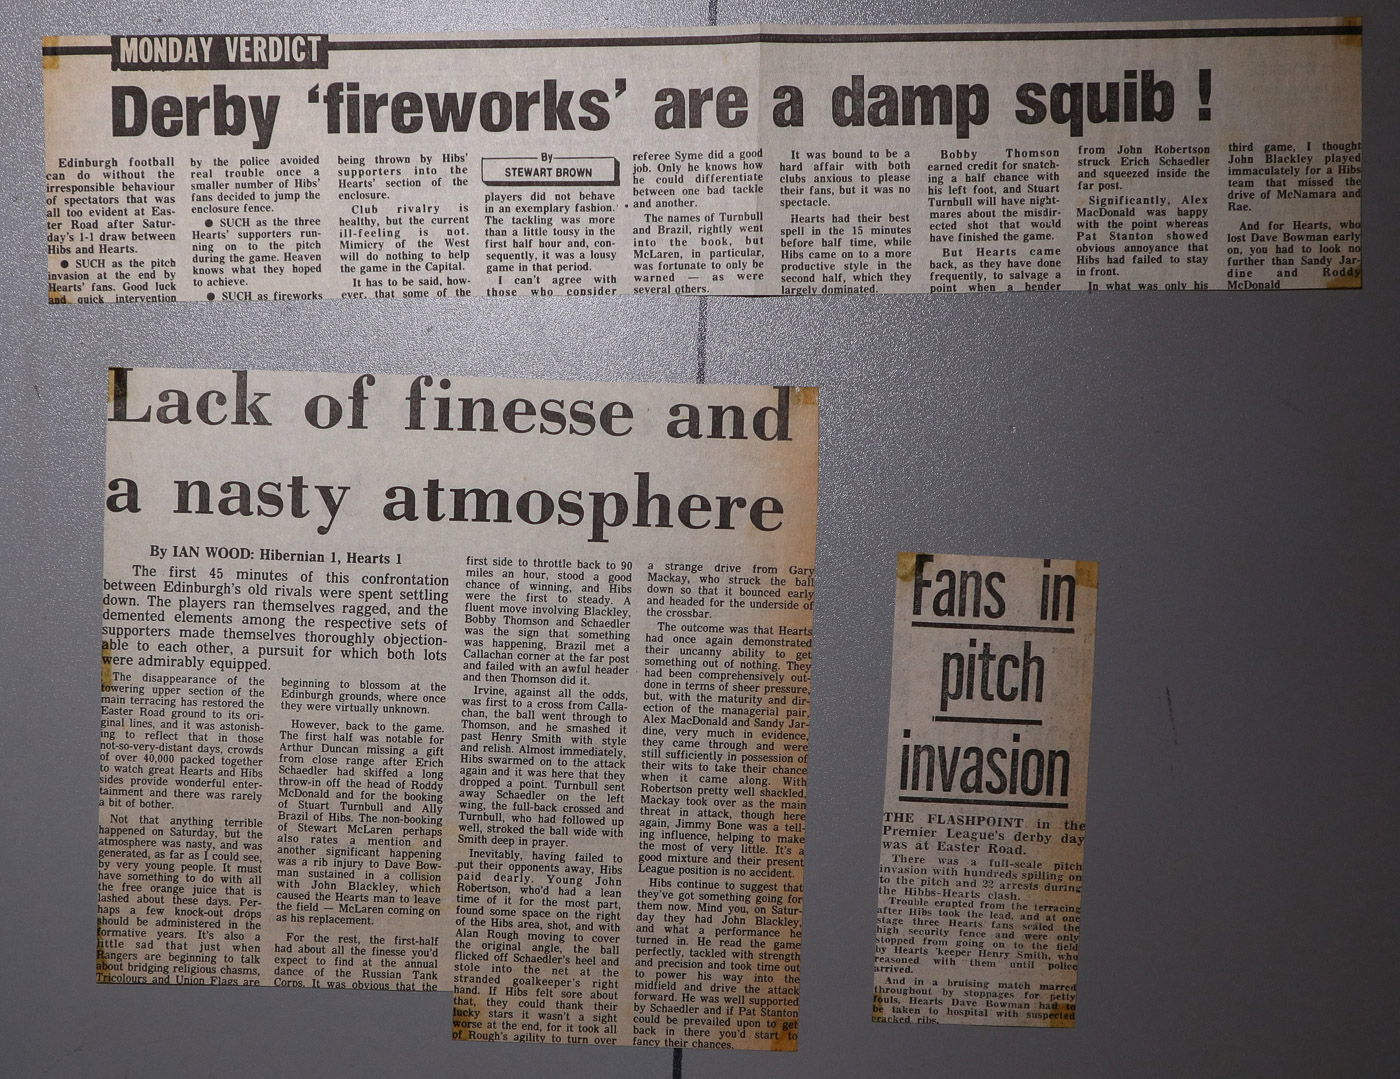 MONDAY VERDICT
Derby 'fireworks' are a damp squib !
Edinburgh football
can do without the
irresponsible behaviour
of spectators that was
all too evident at Eas-
ter Road after Satur-
day's 1-1 draw between
Hibs and Hearts.
● SUCH as the pitch
invasion at the end by
Hearts' fans. Good luck
and quick intervention
by the police avoided
real trouble once a
smaller number of Hibs'
fans decided to jump the
enclosure fence.
● SUCH as the three
Hearts' supporters run-
ning on to the pitch
during the game. Heaven
knows what they hoped
to achieve.
● SUCH as fireworks
being thrown by Hibs'
supporters into the
Hearts' section of the
enclosure.
Club rivalry is
healthy, but the current
ill-feeling is not.
Mimicry of the West
will do nothing to help
the game in the Capital.
It has to be said, how-
ever, that some of the
By
STEWART BROWN
players did not behave
in an exemplary fashion.
The tackling was more
than a little lousy in the
first half hour and, con-
sequently, it was a lousy
game in that period.
I can't agree with
those who consider
referee Syme did a good
job. Only he knows how
he could differentiate
between one bad tackle
and another.
The names of Turnbull
and Brazil, rightly went
into the book, but
McLaren, in particular,
was fortunate to only be
warned — as were
several others.
It was bound to be a
hard affair with both
clubs anxious to please
their fans, but it was no
spectacle.
Hearts had their best
spell in the 15 minutes
before half time, while
Hibs came on to a more
productive style in the
second half, which they
largely dominated.
Bobby Thomson
earned credit for snatch-
ing a half chance with
his left foot, and Stuart
Turnbull will have night-
mares about the misdir-
ected shot that would
have finished the game.
But Hearts came
back, as they have done
frequently, to salvage a
point when a bender
from John Robertson
struck Erich Schaedler
and squeezed inside the
far post.
Significantly, Alex
MacDonald was happy
with the point whereas
Pat Stanton showed
obvious annoyance that
Hibs had failed to stay
in front.
In what was only his
third game, I thought
John Blackley played
immaculately for a Hibs
team that missed the
drive of McNamara and
Rae.
And for Hearts, who
lost Dave Bowman early
on, you had to look no
further than Sandy Jar-
dine and Roddy
McDonald
Lack of finesse and
a nasty atmosphere
By IAN WOOD: Hibernian 1, Hearts 1
The first 45 minutes of this confrontation
between Edinburgh's old rivals were spent settling
down. The players ran themselves ragged, and the
demented elements among the respective sets of
supporters made themselves thoroughly objection-
able to each other, a pursuit for which both lots
were admirably equipped.
The disappearance of the
towering upper section of the
main terracing has restored the
Easter Road ground to its ori-
ginal lines, and it was astonish-
ing to reflect that in those
not-so-very-distant days, crowds
of over 40,000 packed together
to watch great Hearts and Hibs
sides provide wonderful enter-
tainment and there was rarely
a bit of bother.
Not that anything terrible
happened on Saturday, but the
atmosphere was nasty, and was
generated, as far as I could see,
by very young people. It must
have something to do with all
the free orange juice that is
lashed about these days. Per-
haps a few knock-out drops
should be administered in the
formative years. It's also a
little sad that just when
Rangers are beginning to talk
about bridging religious chasms,
Tricolours and Union Flags are
beginning to blossom at the
Edinburgh grounds, where once
they were virtually unknown.
However, back to the game.
The first half was notable for
Arthur Duncan missing a gift
from close range after Erich
Schaedler had skiffed a long
throw-in off the head of Roddy
McDonald and for the booking
of Stuart Turnbull and Ally
Brazil of Hibs. The non-booking
of Stewart McLaren perhaps
also rates a mention and
another significant happening
was a rib injury to Dave Bow-
man sustained in a collision
with John Blackley, which
caused the Hearts man to leave
the field — McLaren coming on
as his replacement.
For the rest, the first-half
had about all the finesse you'd
expect to find at the annual
dance of the Russian Tank
Corps. It was obvious that the
first side to throttle back to 90
miles an hour, stood a good
chance of winning, and Hibs
were the first to steady. A
fluent move involving Blackley,
Bobby Thomson and Schaedler
was the sign that something
was happening, Brazil met a
Callachan corner at the far post
and failed with an awful header
and then Thomson did it.
Irvine, against all the odds,
was first to a cross from Calla-
chan, the ball went through to
Thomson, and he smashed it
past Henry Smith with style
and relish. Almost immediately,
Hibs swarmed on to the attack
again and it was here that they
dropped a point. Turnbull sent
away Schaedler on the left
wing, the full-back crossed and
Turnbull, who had followed up
well, stroked the ball wide with
Smith deep in prayer.
Inevitably, having failed to
put their opponents away, Hibs
paid dearly. Young John
Robertson, who'd had a lean
time of it for the most part,
found some space on the right
of the Hibs area, shot, and with
Alan Rough moving to cover
the original angle, the ball
flicked off Schaedler's heel and
stole into the net at the
stranded goalkeeper's right
hand. If Hibs felt sore about
that, they could thank their
lucky stars it wasn't a sight
worse at the end, for it took all
of Rough's agility to turn over
a strange drive from Gary
Mackay, who struck the ball
down so that it bounced early
and headed for the underside of
the crossbar.
The outcome was that Hearts
had once again demonstrated
their uncanny ability to get
something out of nothing. They
had been comprehensively out-
done in terms of sheer pressure,
but, with the maturity and dir-
ection of the managerial pair,
Alex MacDonald and Sandy Jar-
dine, very much in evidence,
they came through and were
still sufficiently in possession of
their wits to take their chance
when it came along. With
Robertson pretty well shackled,
Mackay took over as the main
threat in attack, though here
again, Jimmy Bone was a tell-
ing influence, helping to make
the most of very little. It's a
good mixture and their present
League position is no accident.
Hibs continue to suggest that
they've got something going for
them now. Mind you, on Satur-
day they had John Blackley,
and what a performance he
turned in. He read the game
perfectly, tackled with strength
and precision and took time out
to power his way into the
midfield and drive the attack
forward. He was well supported
by Schaedler and if Pat Stanton
could be prevailed upon to get
back in there you'd start to
fancy their chances.
Fans in
pitch
invasion
THE FLASHPOINT in the
Premier League's derby day
was at Easter Road.
There was a full-scale pitch
invasion with hundreds spilling on
to the pitch and 22 arrests during
the Hibbs-Hearts clash.
Trouble erupted from the terracing
after Hibs took the lead, and at one
stage three Hearts fans scaled the
high security fence and were only
stopped from going on to the field
by Hearts 'keeper Henry Smith, who
reasoned with them until police
arrived.
And in a bruising match marred
throughout by stoppages for petty
fouls, Hearts Dave Bowman had to
be taken to hospital with suspected
cracked ribs.